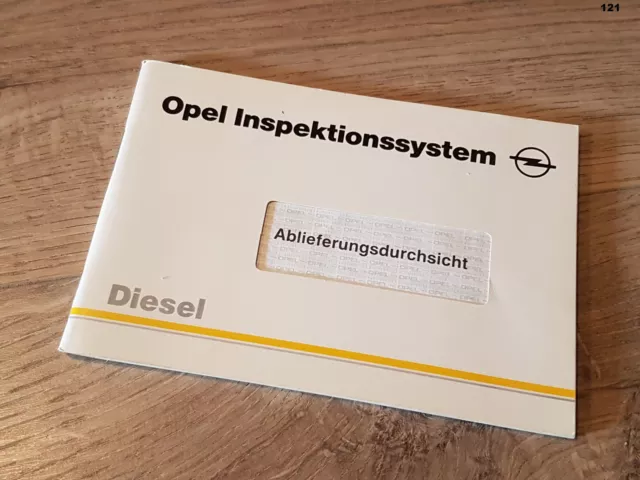 121
Opel Inspektionssystem
Ablieferungsdurchsicht
Diesel